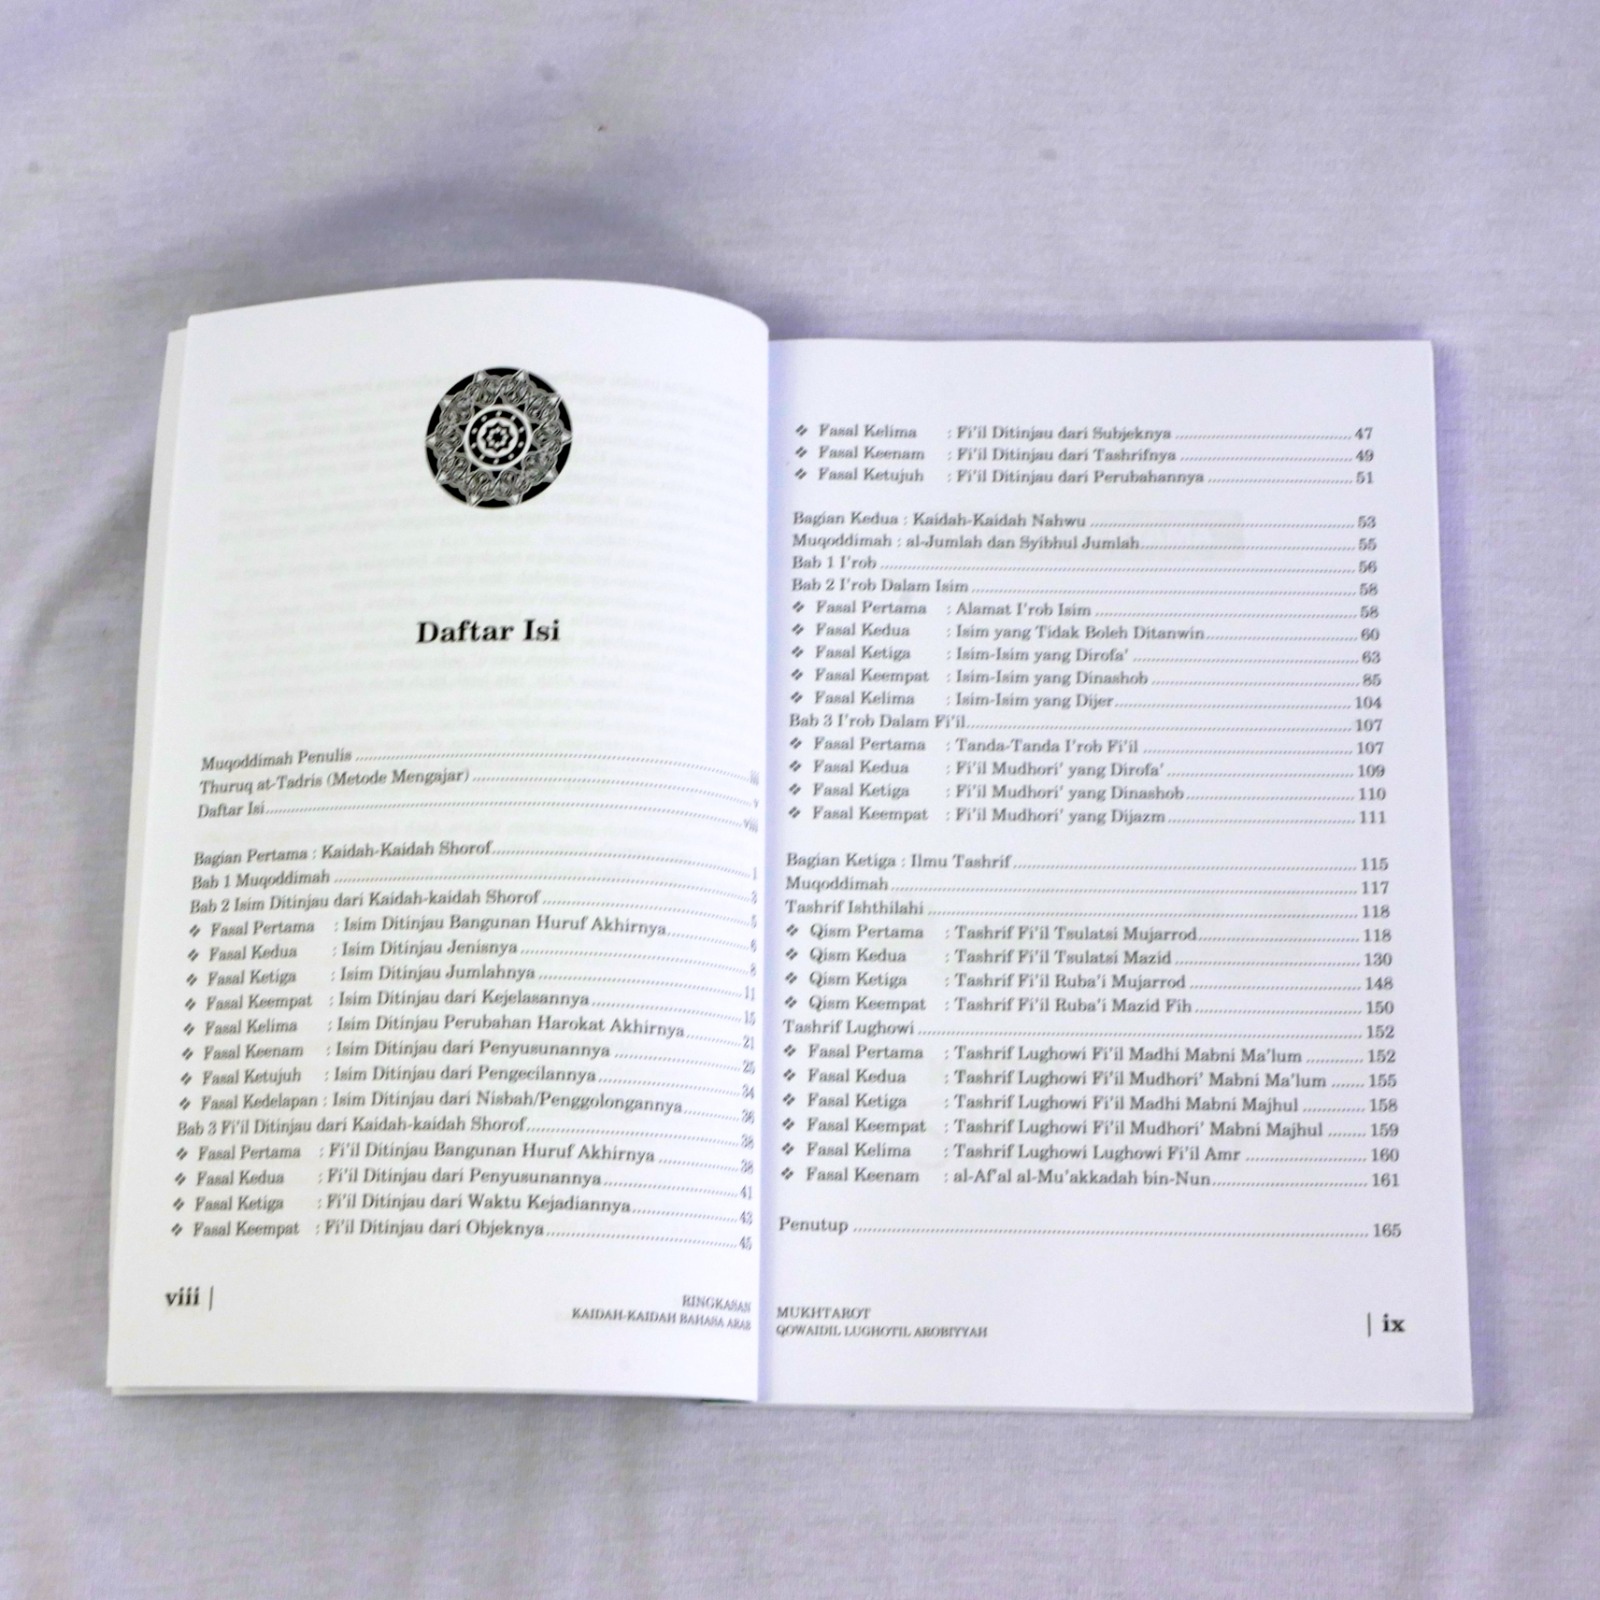 Daftar Isi
Muqoddimah Penulis ........ iii
Thuruq at-Tadris (Metode Mengajar) ........ v
Daftar Isi ........ viii
Bagian Pertama : Kaidah-Kaidah Shorof ........ 1
Bab 1 Muqoddimah ........ 3
Bab 2 Isim Ditinjau dari Kaidah-kaidah Shorof ........ 5
❖ Fasal Pertama : Isim Ditinjau Bangunan Huruf Akhirnya ........ 6
❖ Fasal Kedua : Isim Ditinjau Jenisnya ........ 8
❖ Fasal Ketiga : Isim Ditinjau Jumlahnya ........ 11
❖ Fasal Keempat : Isim Ditinjau dari Kejelasannya ........ 15
❖ Fasal Kelima : Isim Ditinjau Perubahan Harokat Akhirnya ........ 21
❖ Fasal Keenam : Isim Ditinjau dari Penyusunannya ........ 25
❖ Fasal Ketujuh : Isim Ditinjau dari Pengecilannya ........ 34
❖ Fasal Kedelapan : Isim Ditinjau dari Nisbah/Penggolongannya ........ 36
Bab 3 Fi'il Ditinjau dari Kaidah-kaidah Shorof ........ 38
❖ Fasal Pertama : Fi'il Ditinjau Bangunan Huruf Akhirnya ........ 38
❖ Fasal Kedua : Fi'il Ditinjau dari Penyusunannya ........ 41
❖ Fasal Ketiga : Fi'il Ditinjau dari Waktu Kejadiannya ........ 43
❖ Fasal Keempat : Fi'il Ditinjau dari Objeknya ........ 45
viii |
RINGKASAN
KAIDAH-KAIDAH BAHASA ARAB
❖ Fasal Kelima : Fi'il Ditinjau dari Subjeknya ........ 47
❖ Fasal Keenam : Fi'il Ditinjau dari Tashrifnya ........ 49
❖ Fasal Ketujuh : Fi'il Ditinjau dari Perubahannya ........ 51
Bagian Kedua : Kaidah-Kaidah Nahwu ........ 53
Muqoddimah : al-Jumlah dan Syibhul Jumlah ........ 55
Bab 1 I'rob ........ 56
Bab 2 I'rob Dalam Isim ........ 58
❖ Fasal Pertama : Alamat I'rob Isim ........ 58
❖ Fasal Kedua : Isim yang Tidak Boleh Ditanwin ........ 60
❖ Fasal Ketiga : Isim-Isim yang Dirofa' ........ 63
❖ Fasal Keempat : Isim-Isim yang Dinashob ........ 85
❖ Fasal Kelima : Isim-Isim yang Dijer ........ 104
Bab 3 I'rob Dalam Fi'il ........ 107
❖ Fasal Pertama : Tanda-Tanda I'rob Fi'il ........ 107
❖ Fasal Kedua : Fi'il Mudhori' yang Dirofa' ........ 109
❖ Fasal Ketiga : Fi'il Mudhori' yang Dinashob ........ 110
❖ Fasal Keempat : Fi'il Mudhori' yang Dijazm ........ 111
Bagian Ketiga : Ilmu Tashrif ........ 115
Muqoddimah ........ 117
Tashrif Ishthilahi ........ 118
❖ Qism Pertama : Tashrif Fi'il Tsulatsi Mujarrod ........ 118
❖ Qism Kedua : Tashrif Fi'il Tsulatsi Mazid ........ 130
❖ Qism Ketiga : Tashrif Fi'il Ruba'i Mujarrod ........ 148
❖ Qism Keempat : Tashrif Fi'il Ruba'i Mazid Fih ........ 150
Tashrif Lughowi ........ 152
❖ Fasal Pertama : Tashrif Lughowi Fi'il Madhi Mabni Ma'lum ........ 152
❖ Fasal Kedua : Tashrif Lughowi Fi'il Mudhori' Mabni Ma'lum ........ 155
❖ Fasal Ketiga : Tashrif Lughowi Fi'il Madhi Mabni Majhul ........ 158
❖ Fasal Keempat : Tashrif Lughowi Fi'il Mudhori' Mabni Majhul ........ 159
❖ Fasal Kelima : Tashrif Lughowi Lughowi Fi'il Amr ........ 160
❖ Fasal Keenam : al-Af'al al-Mu'akkadah bin-Nun ........ 161
Penutup ........ 165
MUKHTAROT
QOWAIDIL LUGHOTIL AROBIYYAH
| ix